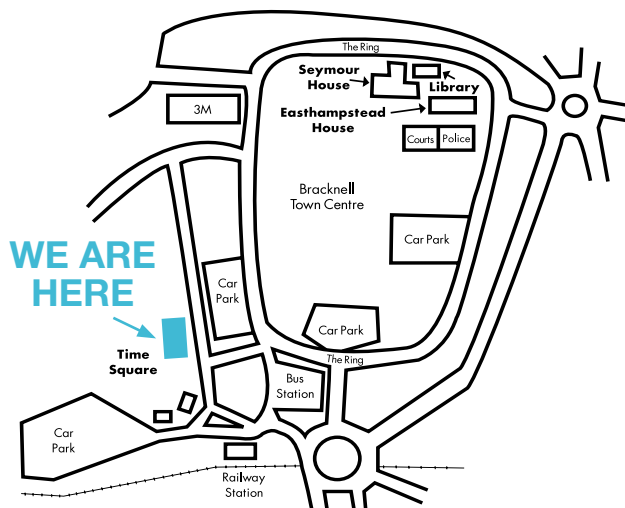 The Ring
Seymour
House
Library
3M
Easthampstead
House
Courts
Police
Bracknell
Town Centre
Car Park
WE ARE
HERE
Car
Park
Car Park
Time
Square
The Ring
Bus
Station
Car
Park
Railway
Station